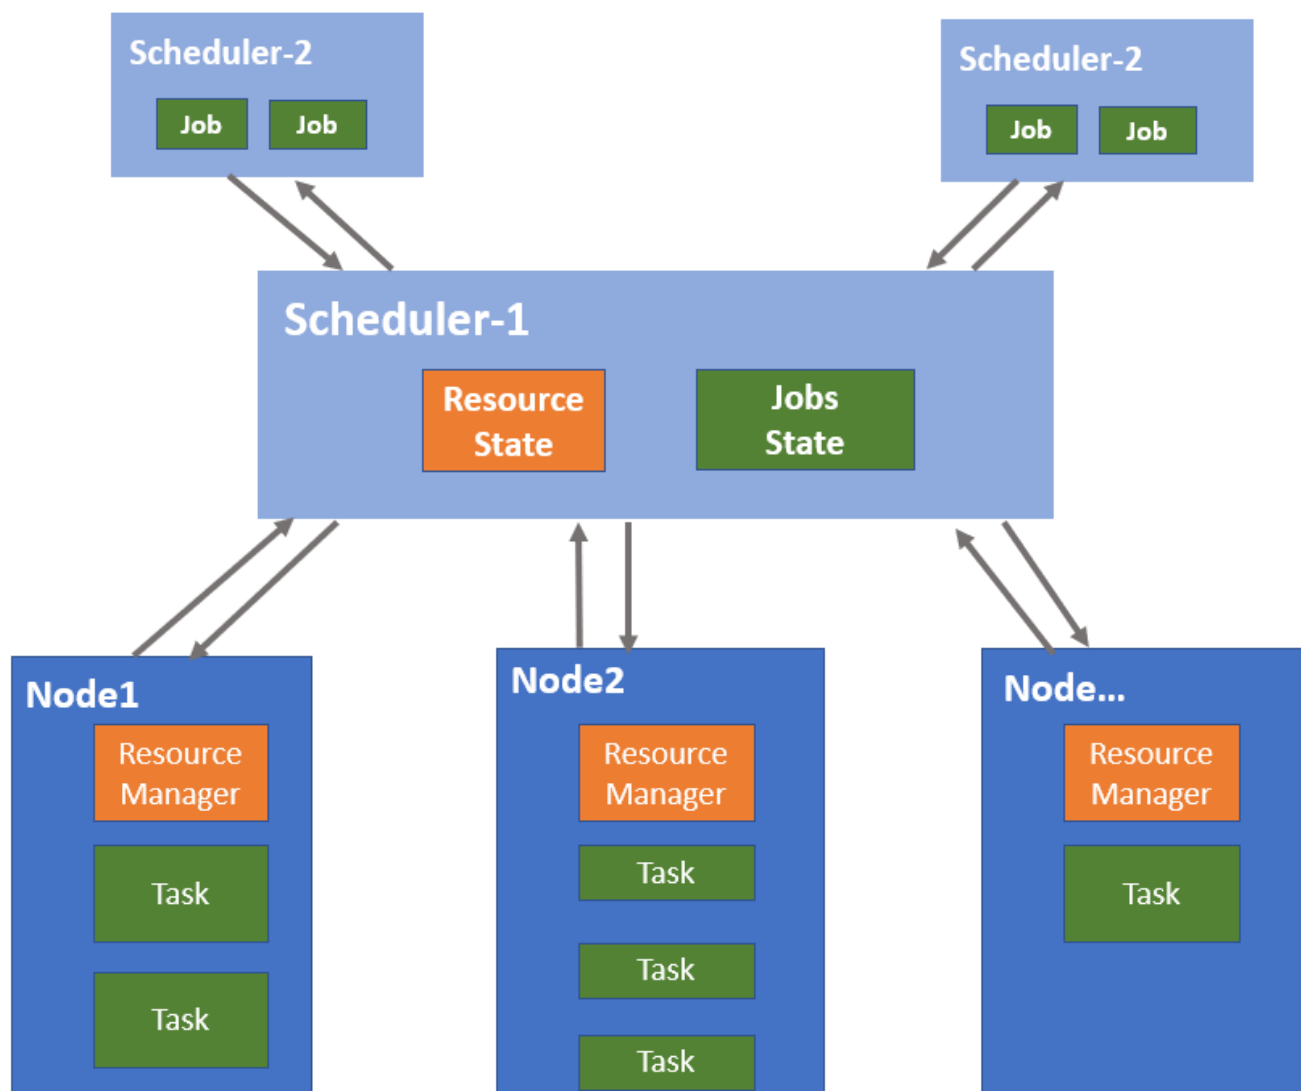 Scheduler-2
Job
Job
Scheduler-2
Job
Job
Scheduler-1
Resource
State
Jobs
State
Node1
Resource
Manager
Task
Task
Node2
Resource
Manager
Task
Task
Task
Node...
Resource
Manager
Task